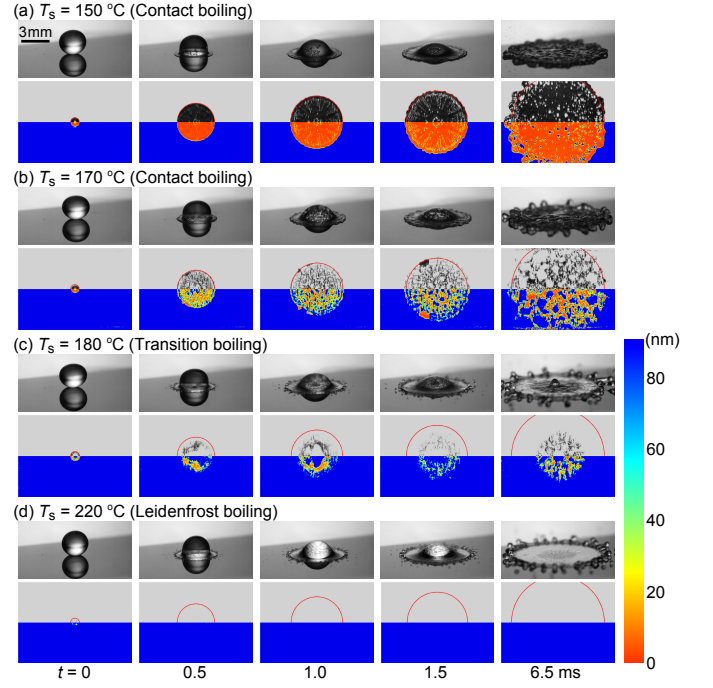 (a) Tₛ = 150 °C (Contact boiling)
3mm
(b) Tₛ = 170 °C (Contact boiling)
(c) Tₛ = 180 °C (Transition boiling)
(nm)
80
60
40
20
0
(d) Tₛ = 220 °C (Leidenfrost boiling)
t = 0 0.5 1.0 1.5 6.5 ms